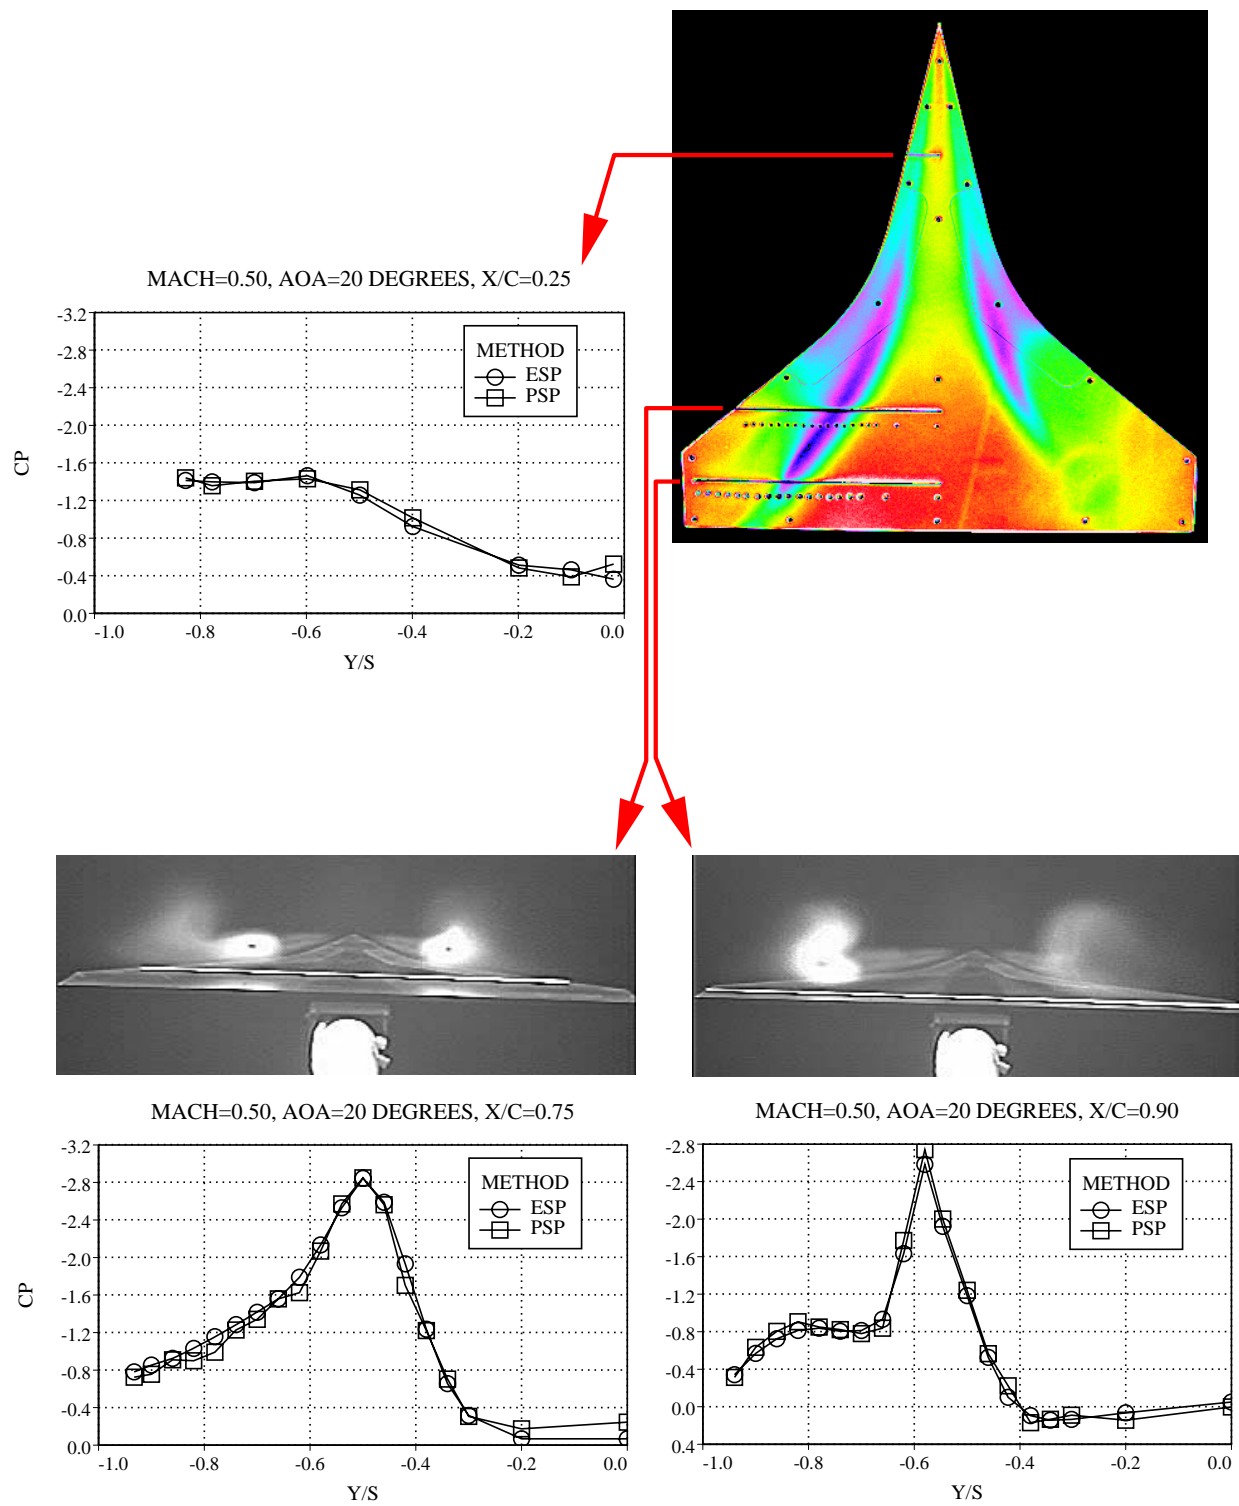 MACH=0.50, AOA=20 DEGREES, X/C=0.25
-3.2
-2.8
-2.4
-2.0
-1.6
-1.2
-0.8
-0.4
0.0
CP
METHOD
ESP
PSP
-1.0 -0.8 -0.6 -0.4 -0.2 0.0
Y/S
MACH=0.50, AOA=20 DEGREES, X/C=0.75
-3.2
-2.8
-2.4
-2.0
-1.6
-1.2
-0.8
-0.4
0.0
CP
METHOD
ESP
PSP
-1.0 -0.8 -0.6 -0.4 -0.2 0.0
Y/S
MACH=0.50, AOA=20 DEGREES, X/C=0.90
-2.8
-2.4
-2.0
-1.6
-1.2
-0.8
-0.4
0.0
0.4
METHOD
ESP
PSP
-1.0 -0.8 -0.6 -0.4 -0.2 0.0
Y/S